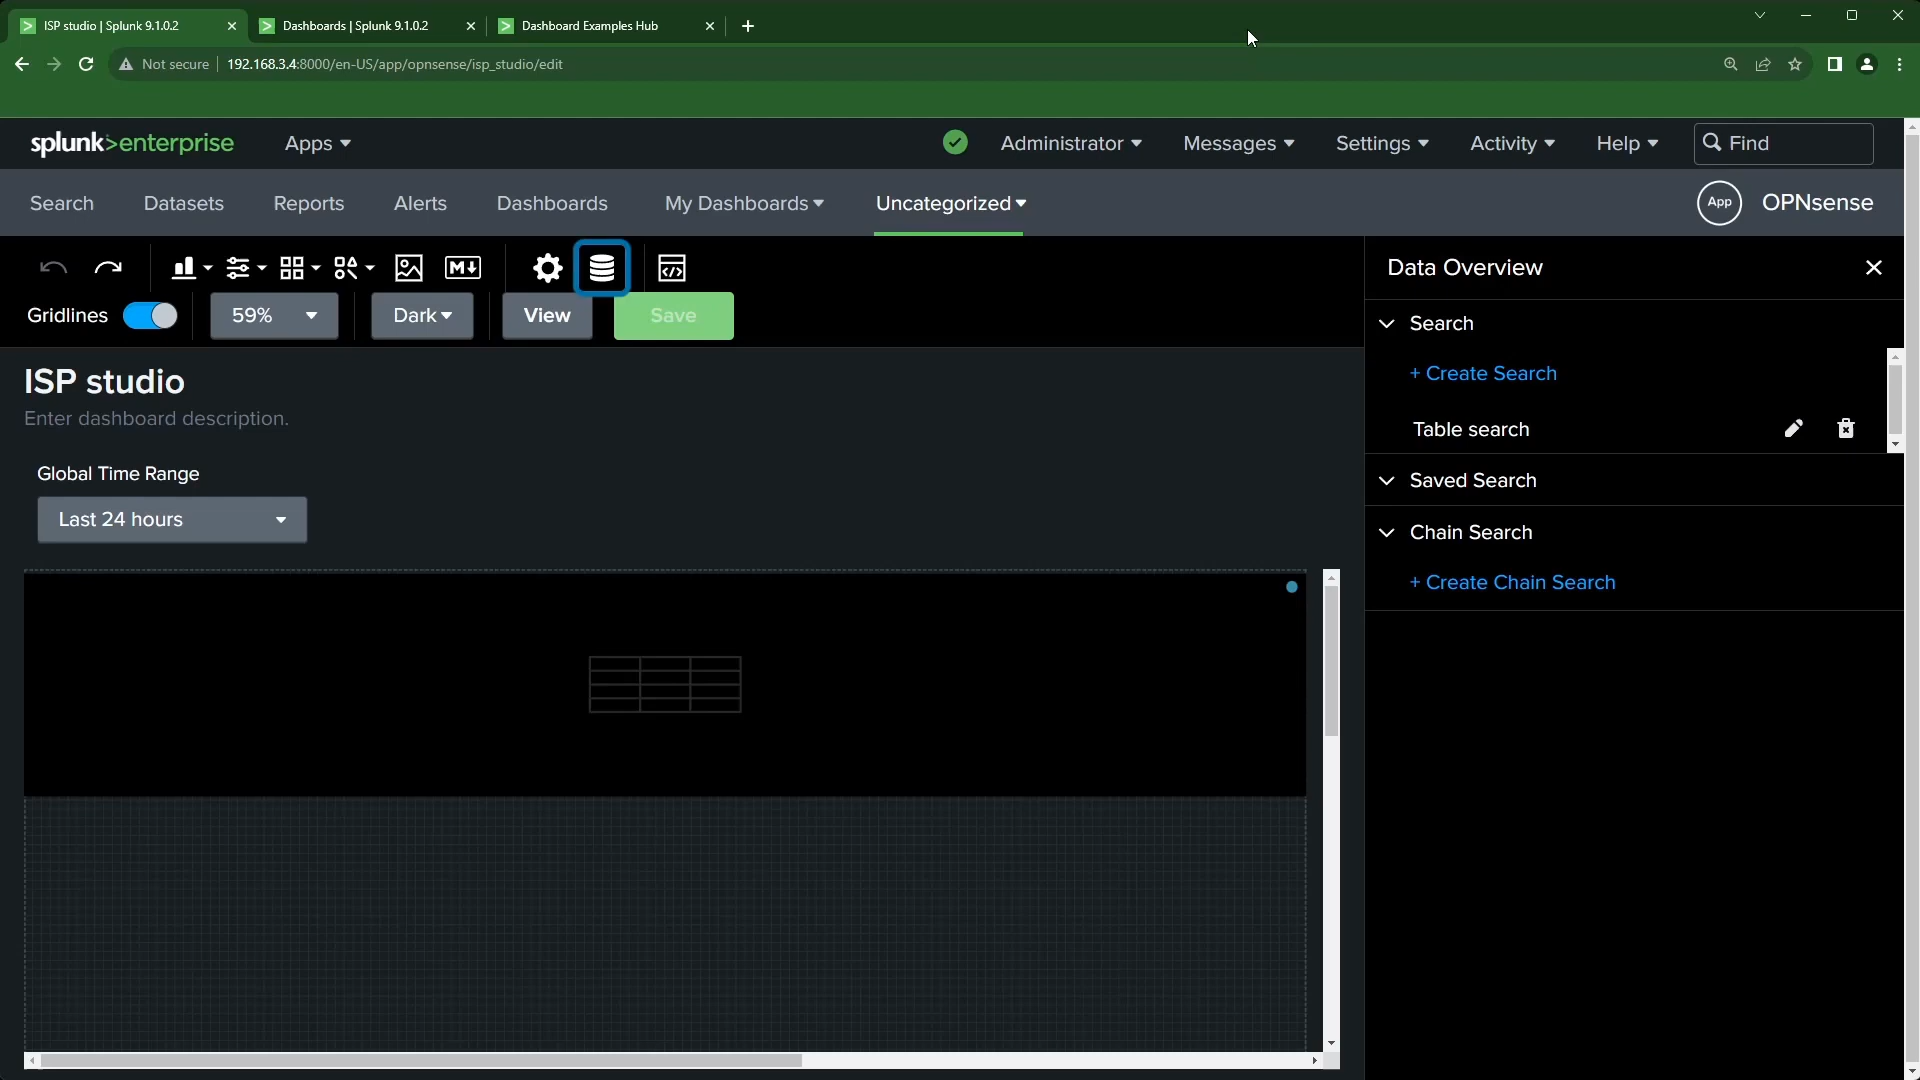 ISP studio | Splunk 9.1.0.2
Dashboards | Splunk 9.1.0.2
Dashboard Examples Hub
Not secure
192.168.3.4:8000/en-US/app/opnsense/isp_studio/edit
splunk>enterprise
Apps
Administrator
Messages
Settings
Activity
Help
Find
Search
Datasets
Reports
Alerts
Dashboards
My Dashboards
Uncategorized
App
OPNsense
M
Gridlines
59%
Dark
View
Save
ISP studio
Enter dashboard description.
Global Time Range
Last 24 hours
Data Overview
Search
+ Create Search
Table search
Saved Search
Chain Search
+ Create Chain Search